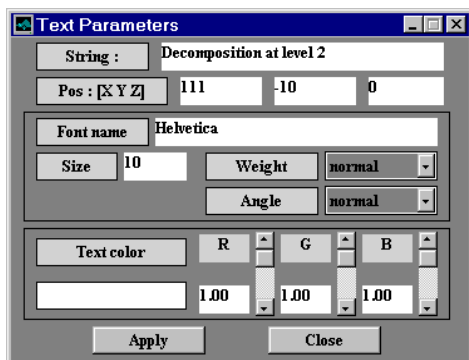 Text Parameters
String : Decomposition at level 2
Pos : [X Y Z] 111 -10 0
Font name Helvetica
Size 10 Weight normal
Angle normal
Text color R G B
1.00 1.00 1.00
Apply Close